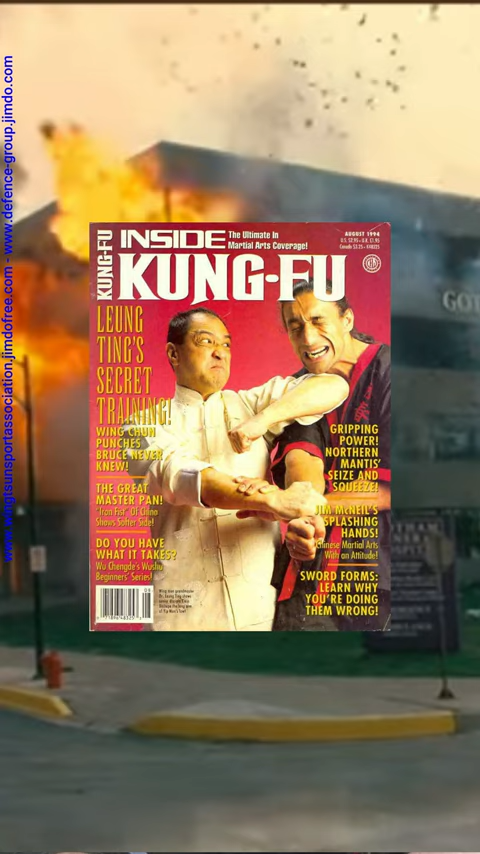 www.wingtsunsportassociation.jimdofree.com - www.defence-group.jimdo.com
KUNG-FU
INSIDE
The Ultimate In
Martial Arts Coverage!
AUGUST 1994
KUNG-FU
LEUNG
TING'S
SECRET
TRAINING!
WING CHUN
PUNCHES
BRUCE NEVER
KNEW!
THE GREAT
MASTER PAN!
"Iron Fist" Of China
Shows Softer Side!
DO YOU HAVE
WHAT IT TAKES?
Wu Chengde's Wushu
Beginners' Series!
GRIPPING
POWER!
NORTHERN
MANTIS'
SEIZE AND
SQUEEZE!
JIM McNEIL'S
SPLASHING
HANDS!
Chinese Martial Arts
With an Attitude!
SWORD FORMS:
LEARN WHY
YOU'RE DOING
THEM WRONG!
GOT